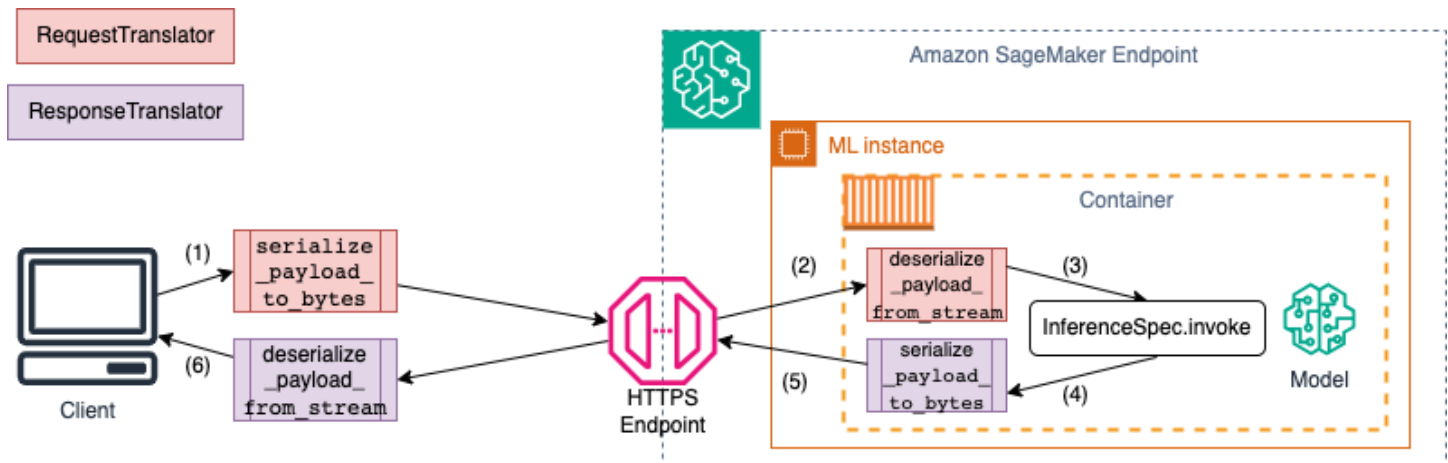 RequestTranslator
ResponseTranslator
Amazon SageMaker Endpoint
ML instance
Container
(1)
serialize
_payload_
to_bytes
(2)
deserialize
_payload_
from_stream
(3)
InferenceSpec.invoke
Model
(4)
serialize
_payload_
to_bytes
(5)
HTTPS
Endpoint
deserialize
_payload_
from_stream
(6)
Client